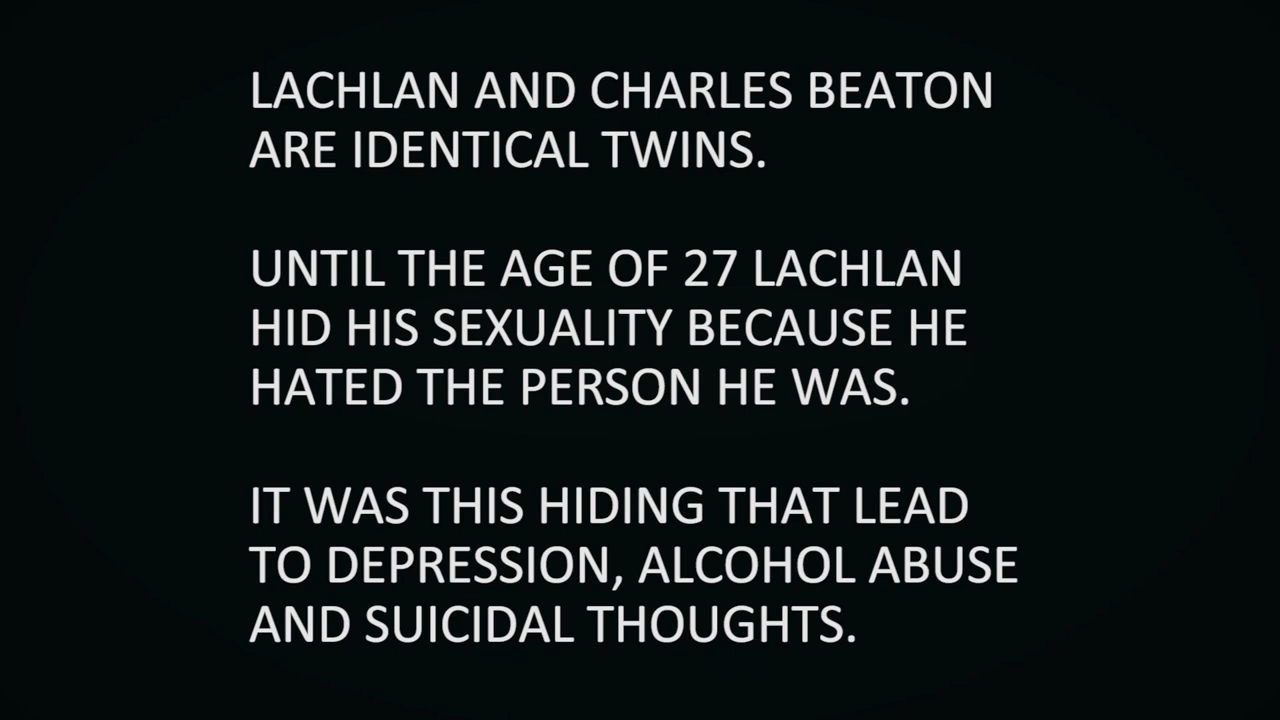 LACHLAN AND CHARLES BEATON
ARE IDENTICAL TWINS.
UNTIL THE AGE OF 27 LACHLAN
HID HIS SEXUALITY BECAUSE HE
HATED THE PERSON HE WAS.
IT WAS THIS HIDING THAT LEAD
TO DEPRESSION, ALCOHOL ABUSE
AND SUICIDAL THOUGHTS.